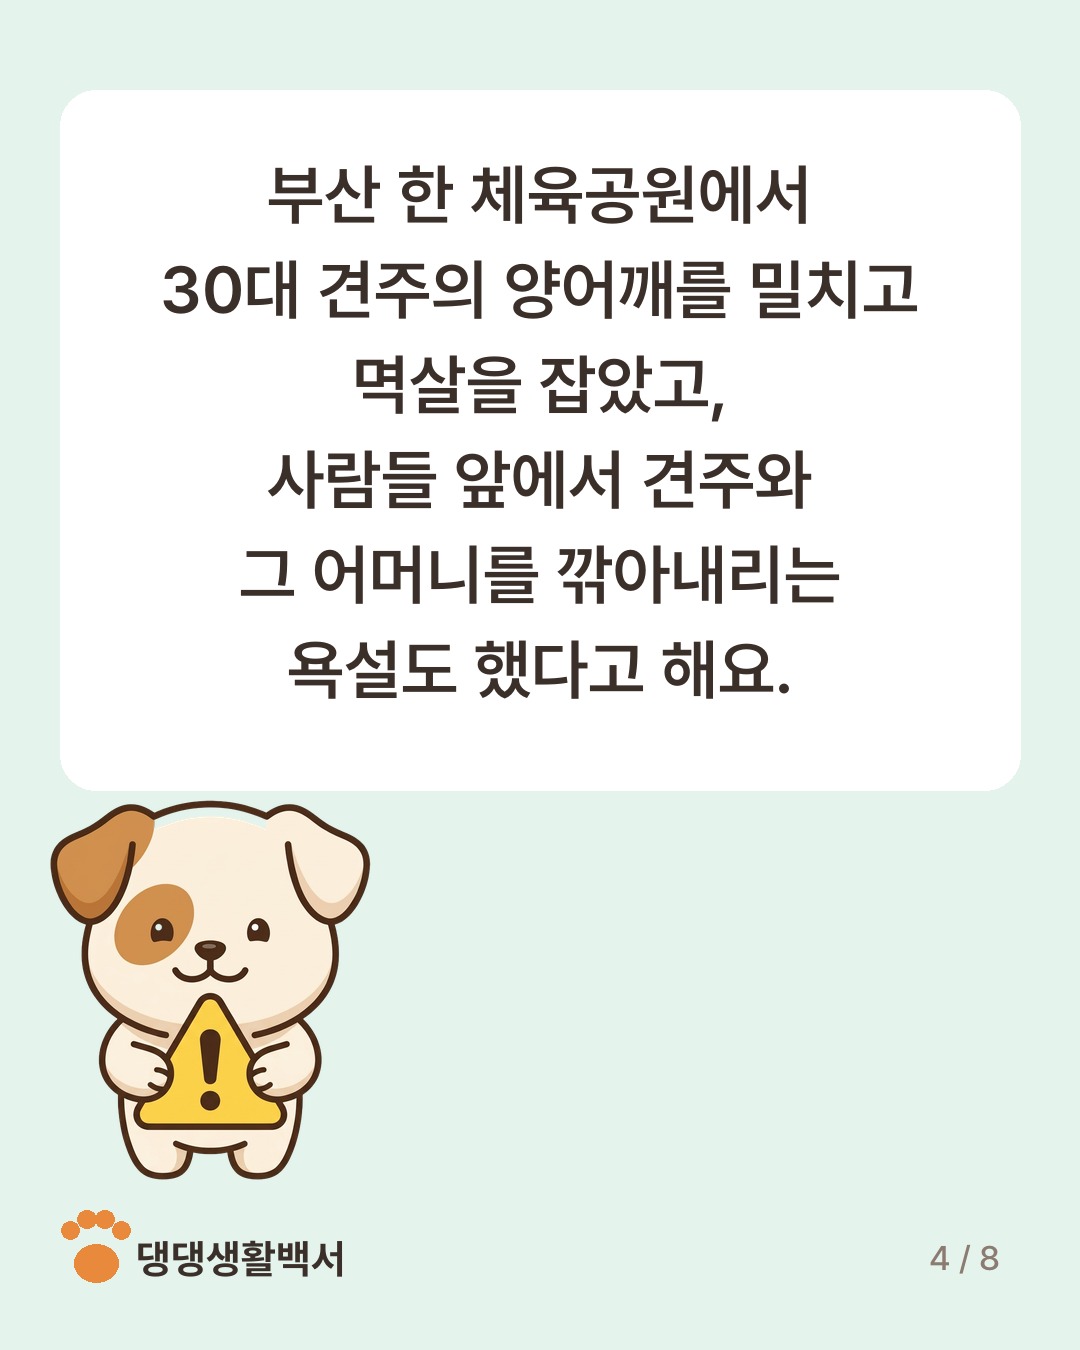 부산 한 체육공원에서
30대 견주의 양어깨를 밀치고
멱살을 잡았고,
사람들 앞에서 견주와
그 어머니를 깎아내리는
욕설도 했다고 해요.
댕댕생활백서
4 / 8